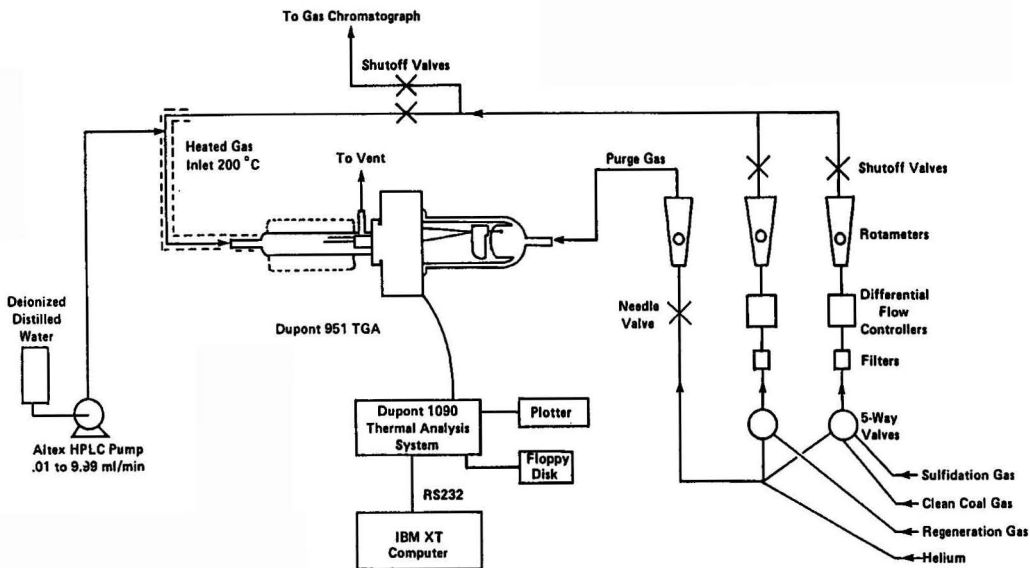 To Gas Chromatograph
Shutoff Valves
Heated Gas
Inlet 200 °C
To Vent
Purge Gas
Shutoff Valves
Rotameters
Needle
Valve
Differential
Flow
Controllers
Deionized
Distilled
Water
Dupont 951 TGA
Filters
Dupont 1090
Thermal Analysis
System
Plotter
5-Way
Valves
Altex HPLC Pump
.01 to 9.99 ml/min
Floppy
Disk
Sulfidation Gas
RS232
Clean Coal Gas
IBM XT
Computer
Regeneration Gas
Helium